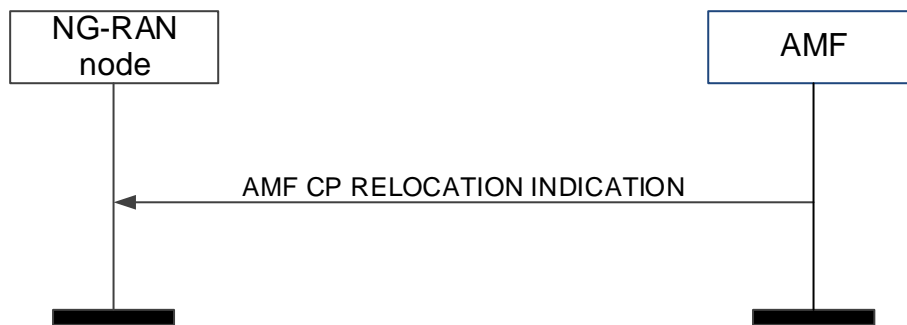 NG-RAN
node
AMF
AMF CP RELOCATION INDICATION